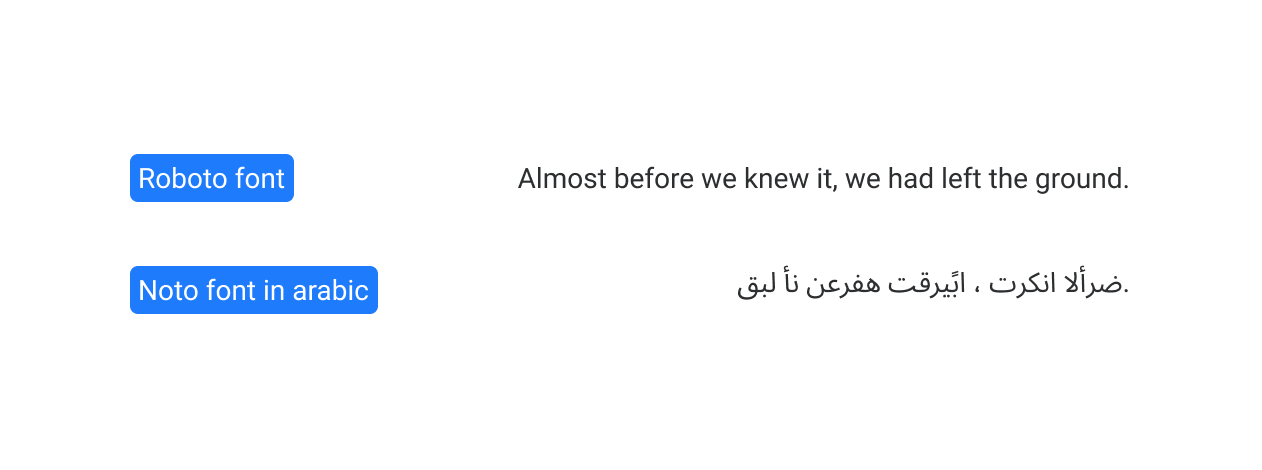 Roboto font
Almost before we knew it, we had left the ground.
Noto font in arabic
.ضرألا انكرت ، ابًيرقت هفرعن نأ لبق